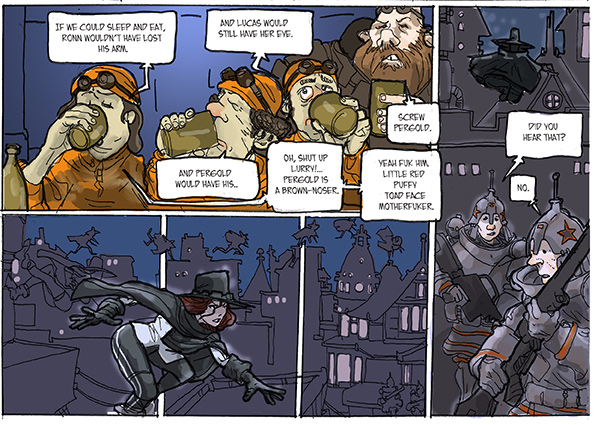 IF WE COULD SLEEP AND EAT,
RONN WOULDN'T HAVE LOST
HIS ARM.
AND LUCAS WOULD
STILL HAVE HER EYE.
AND PERGOLD
WOULD HAVE HIS..
OH, SHUT UP
LURRY!...
PERGOLD IS
A BROWN-NOSER.
SCREW
PERGOLD.
YEAH FUK HIM,
LITTLE RED
PUFFY
TOAD FACE
MOTHERFUKER.
DID YOU
HEAR THAT?
NO.